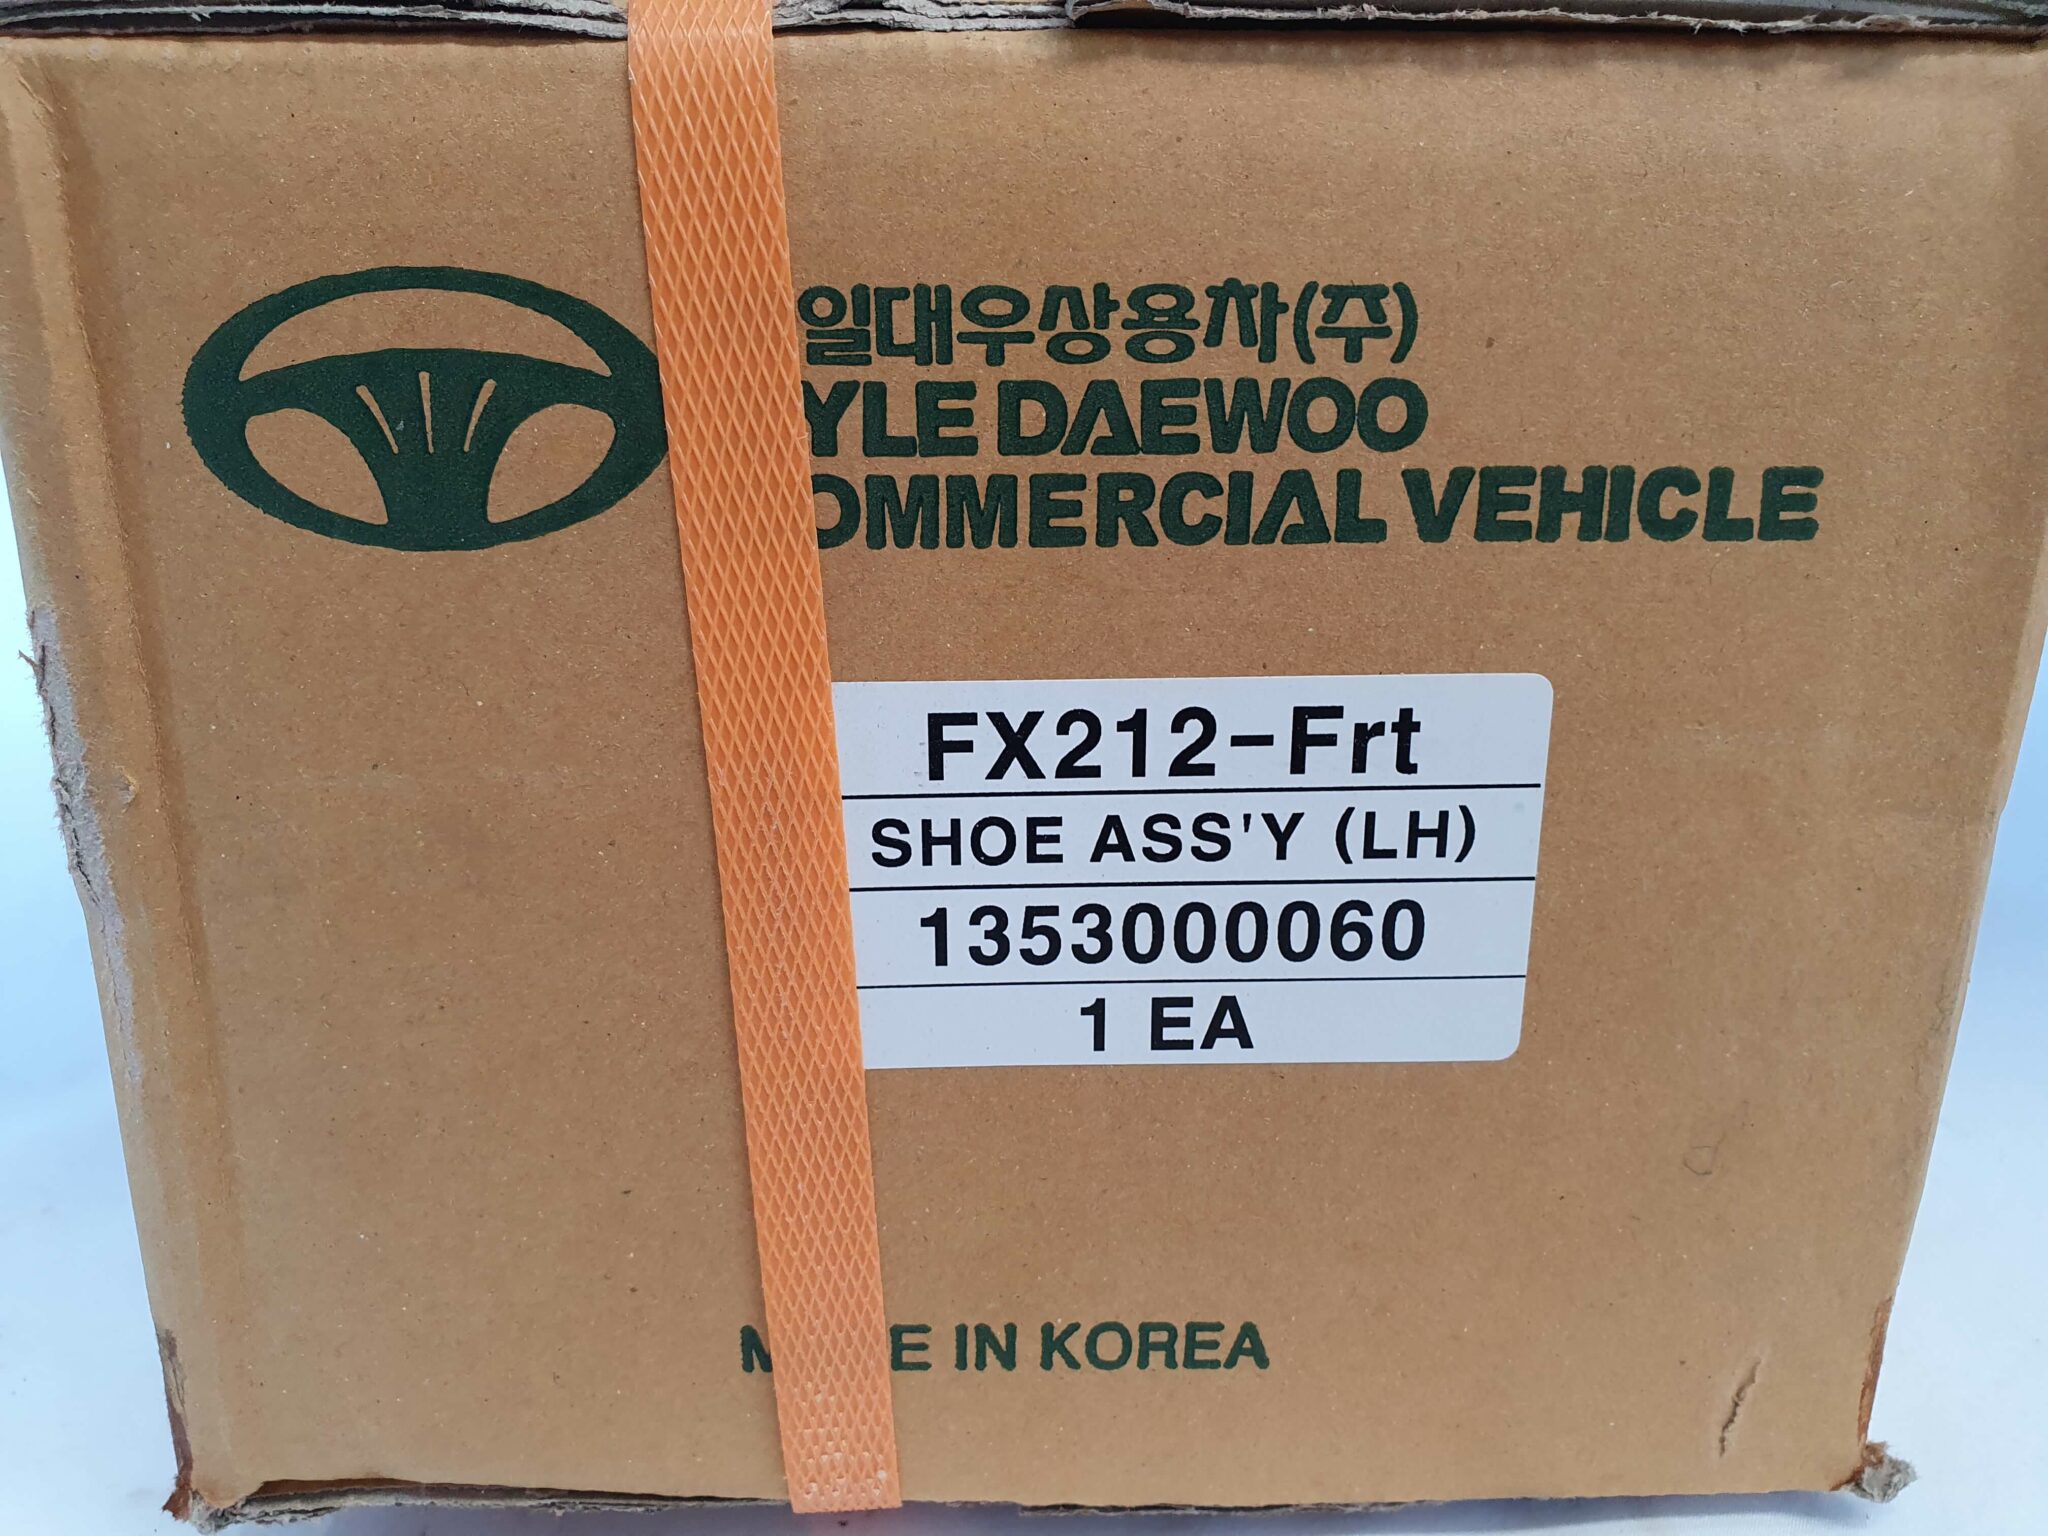 일대우상용차(주)
YLE DAEWOO
OMMERCIAL VEHICLE
FX212-Frt
SHOE ASS'Y (LH)
1353000060
1 EA
M E IN KOREA